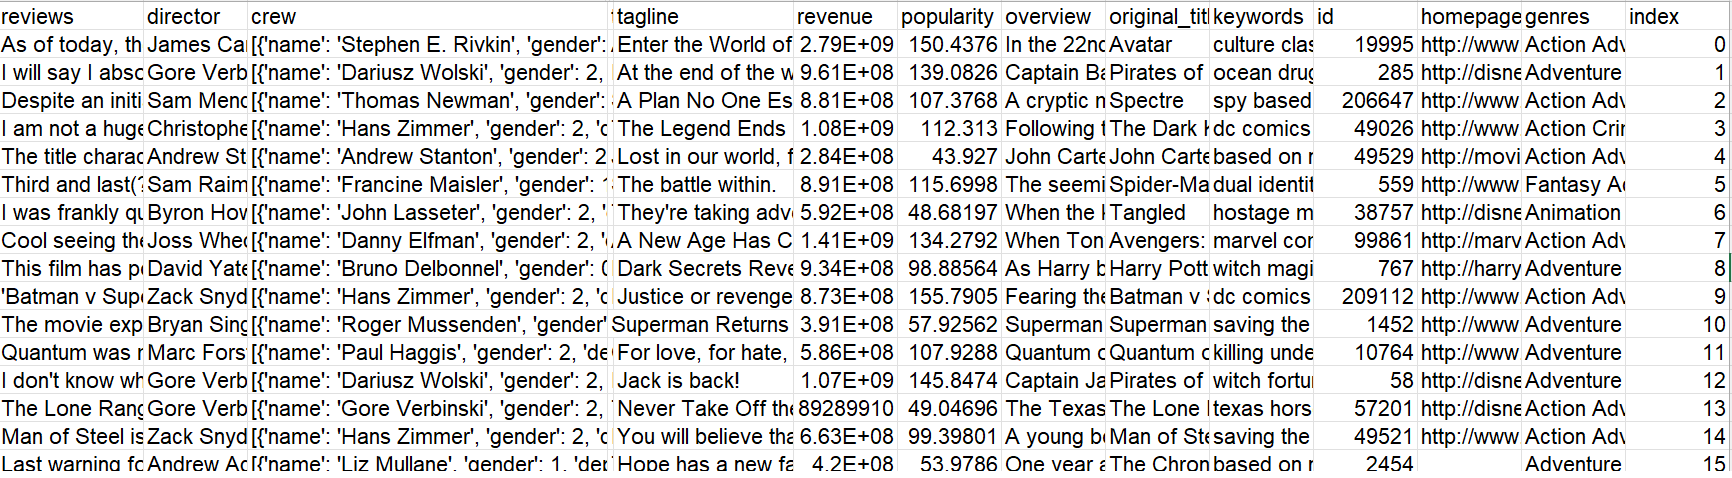 reviews director crew tagline revenue popularity overview original_titl keywords id homepage genres index
As of today, th James Ca [{'name': 'Stephen E. Rivkin', 'gender': Enter the World of 2.79E+09 150.4376 In the 22nd Avatar culture clas 19995 http://www Action Adv 0
I will say I abso Gore Verb [{'name': 'Dariusz Wolski', 'gender': 2, At the end of the w 9.61E+08 139.0826 Captain Ba Pirates of ocean drug 285 http://disne Adventure 1
Despite an initi Sam Mend [{'name': 'Thomas Newman', 'gender': A Plan No One Es 8.81E+08 107.3768 A cryptic m Spectre spy based 206647 http://www Action Adv 2
I am not a huge Christophe [{'name': 'Hans Zimmer', 'gender': 2, 'd The Legend Ends 1.08E+09 112.313 Following t The Dark K dc comics 49026 http://www Action Crir 3
The title charac Andrew St [{'name': 'Andrew Stanton', 'gender': 2 Lost in our world, f 2.84E+08 43.927 John Carte John Carte based on n 49529 http://movi Action Adv 4
Third and last(? Sam Raim [{'name': 'Francine Maisler', 'gender': 1 The battle within. 8.91E+08 115.6998 The seemi Spider-Ma dual identit 559 http://www Fantasy Ac 5
I was frankly qu Byron How [{'name': 'John Lasseter', 'gender': 2, ' They're taking adv 5.92E+08 48.68197 When the k Tangled hostage m 38757 http://disne Animation 6
Cool seeing the Joss Whed [{'name': 'Danny Elfman', 'gender': 2, 'c A New Age Has C 1.41E+09 134.2792 When Ton Avengers: marvel cor 99861 http://marv Action Adv 7
This film has po David Yate [{'name': 'Bruno Delbonnel', 'gender': 0 Dark Secrets Reve 9.34E+08 98.88564 As Harry b Harry Pott witch magi 767 http://harry Adventure 8
'Batman v Supe Zack Snyd [{'name': 'Hans Zimmer', 'gender': 2, 'd Justice or revenge 8.73E+08 155.7905 Fearing the Batman v S dc comics 209112 http://www Action Adv 9
The movie exp Bryan Sing [{'name': 'Roger Mussenden', 'gender' Superman Returns 3.91E+08 57.92562 Superman Superman saving the 1452 http://www Adventure 10
Quantum was n Marc Fors [{'name': 'Paul Haggis', 'gender': 2, 'de For love, for hate, 5.86E+08 107.9288 Quantum o Quantum o killing unde 10764 http://www Adventure 11
I don't know wh Gore Verb [{'name': 'Dariusz Wolski', 'gender': 2, Jack is back! 1.07E+09 145.8474 Captain Ja Pirates of witch fortur 58 http://disne Adventure 12
The Lone Rang Gore Verb [{'name': 'Gore Verbinski', 'gender': 2, Never Take Off the 89289910 49.04696 The Texas The Lone texas hors 57201 http://disne Action Adv 13
Man of Steel is Zack Snyd [{'name': 'Hans Zimmer', 'gender': 2, 'd You will believe tha 6.63E+08 99.39801 A young bo Man of Ste saving the 49521 http://www Action Adv 14
Last warning fo Andrew Ad [{'name': 'Liz Mullane', 'gender': 1, 'dep Hope has a new fa 4.2E+08 53.9786 One year a The Chron based on n 2454 Adventure 15